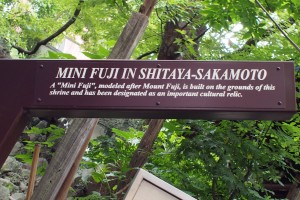 MINI FUJI IN SHITAYA-SAKAMOTO
A "Mini Fuji", modeled after Mount Fuji, is built on the grounds of this
shrine and has been designated as an important cultural relic.